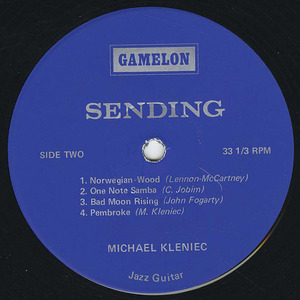 GAMELON
SENDING
SIDE TWO 33 1/3 RPM
1. Norwegian-Wood (Lennon-McCartney)
2. One Note Samba (C. Jobim)
3. Bad Moon Rising (John Fogarty)
4. Pembroke (M. Kleniec)
MICHAEL KLENIEC
Jazz Guitar